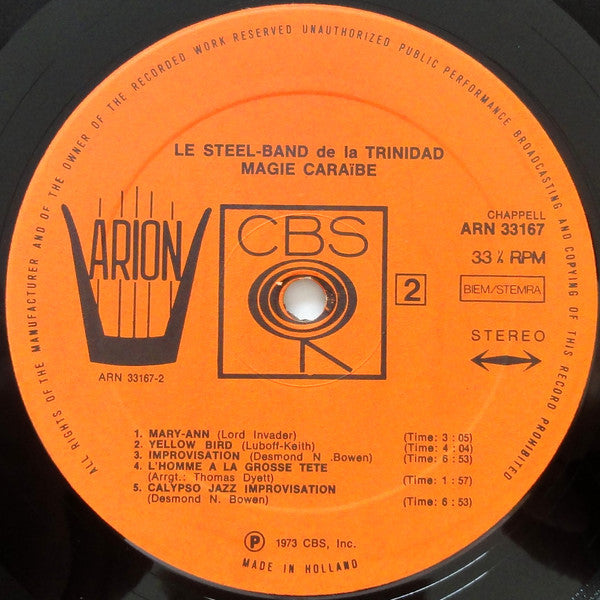 ALL RIGHTS OF THE MANUFACTURER AND OF THE OWNER OF THE RECORDED WORK RESERVED UNAUTHORIZED PUBLIC PERFORMANCE BROADCASTING AND COPYING OF THIS RECORD PROHIBITED
LE STEEL-BAND de la TRINIDAD
MAGIE CARAïBE
ARION
CBS
CHAPPELL
ARN 33167
33⅓ RPM
2
BIEM/STEMRA
STEREO
ARN 33167-2
1. MARY-ANN (Lord Invader) (Time: 3 : 05)
2. YELLOW BIRD (Luboff-Keith) (Time: 4 : 04)
3. IMPROVISATION (Desmond N .Bowen) (Time: 6 : 53)
4. L'HOMME A LA GROSSE TETE
(Arrgt.: Thomas Dyett) (Time: 1 : 57)
5. CALYPSO JAZZ IMPROVISATION
(Desmond N. Bowen) (Time: 6 : 53)
℗ 1973 CBS, Inc.
MADE IN HOLLAND